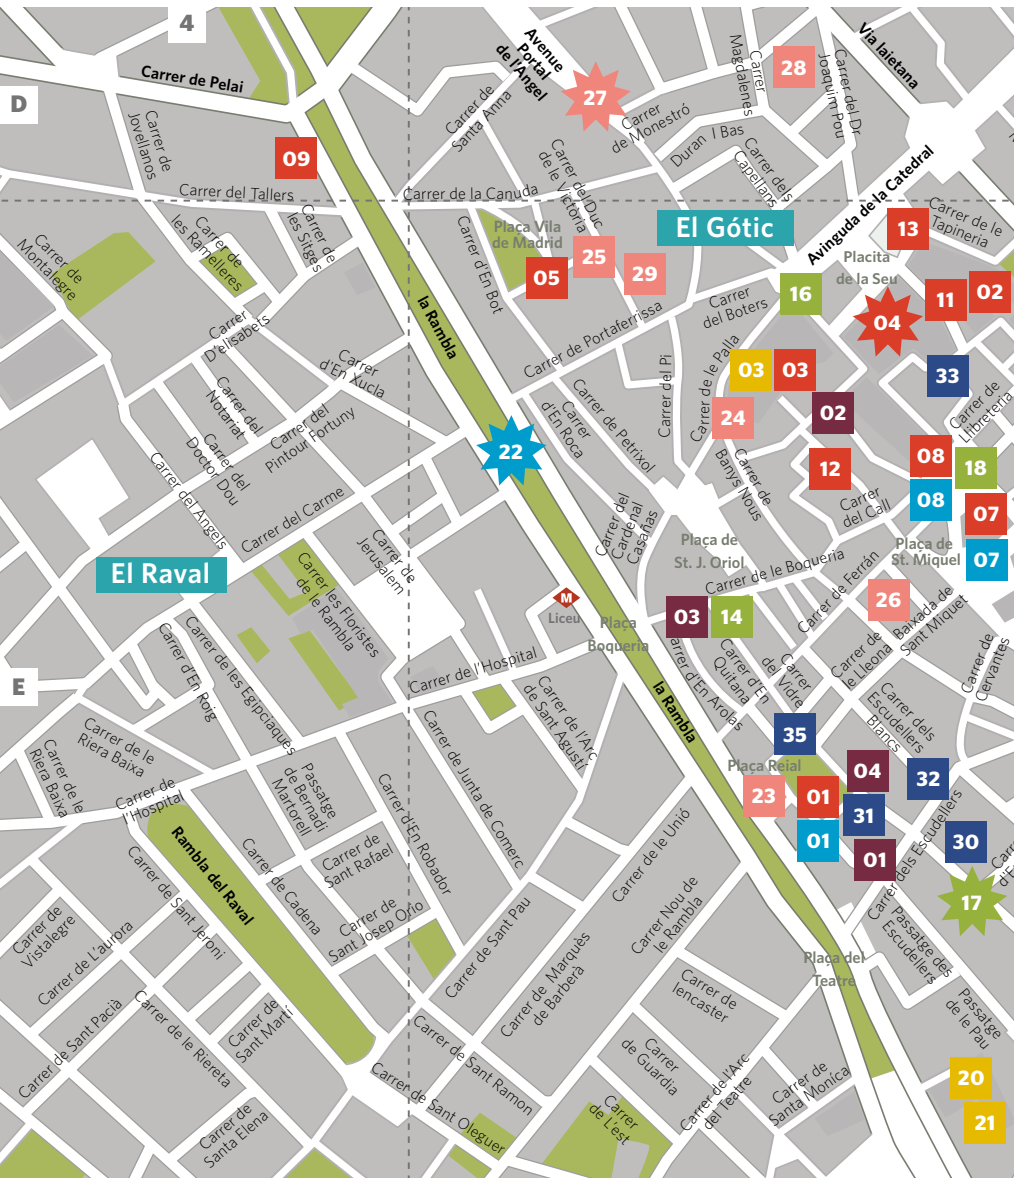 4
D
E
Carrer de Pelai
Avenue
Portal
de l'Angel
Via laietana
Carrer
Magdalenes
28
Carrer del Dr.
Joaquim Pou
27
Carrer
de Monestró
Carrer de
Santa Anna
Duran I Bas
Carrer de
Jovellanos
09
Carrer del Duc
de le Victoria
Carrer dels
Capellans
Avinguda de la Catedral
Carrer del Tallers
Carrer de la Canuda
Carrer de
les Ramelleres
Carrer de
les Sitges
Carrer D'En Bot
Plaça Vila
de Madrid
El Gótic
13
Carrer de le
Tapineria
Carrer de
Montalegre
05
25
29
Placita
de la Seu
16
11
02
04
Carrer
del Boters
la Rambla
Carrer
D'elisabets
Carrer de Portaferrissa
Carrer
d'En Xucla
Carrer del Pi
Carrer de le Palla
03
03
33
Carrer de
Llibreteria
24
02
Carrer del
Notariat
Carrer del
Pintour Fortuny
Carrer
d'En Roca
Carrer de Petrixol
22
Carrer del
Docto Dou
Carrer del Angels
Carrer de
Banys Nous
12
08
18
08
07
Carrer
del Call
Carrer del Carme
Carrer del
Cardenal
Casañas
Plaça de
St. J. Oriol
Plaça de
St. Miquel
07
Carrer de
Jerusalem
El Raval
Carrer les Floristes
de le Rambla
Carrer de le Boqueria
Carrer de Ferrán
26
M
Liceu
Plaça
Boqueria
03
14
Baixada de
Sant Miquet
Carrer de
le Lleona
Carrer de
Cervantes
Carrer d'En Arolas
Carrer d'En
Quitana
Carrer
del Vidre
Carrer d'En Roig
Carrer de les Egipciaques
Carrer de l'Hospital
la Rambla
Carrer de l'Arc
de Sant Agustí
Carrer dels
Escudellers
Blancs
35
Carrer de le
Riera Baixa
Carrer de le
Riera Baixa
Plaça Reial
04
32
23
01
31
01
30
01
Carrer de
l'Hospital
Passatge
de Bernadi
Martorell
Carrer d'En Robador
Carrer de Junta de Comerc
Carrer de le Unió
Carrer dels Escudellers
17
Rambla del Raval
Carrer de
Sant Rafael
Carrer de Cadena
Carrer de
Sant Josep Orio
Carrer de Sant Jeroni
Carrer de
Vistalegre
Carrer de L'aurora
Carrer de Sant Pau
Carrer Nou de
le Rambla
Carrer de Marquès
de Barberà
Passatge des
Escudellers
Plaça del
Teatre
Carrer de
lencaster
Passatge
de le Pau
Carrer de Sant Pacià
Carrer de le Riereta
Carrer de
Sant Marti
Carrer de Sant Ramon
Carrer
de Guardia
Carrer de l'Arc
del Teatre
Carrer de
Santa Moníca
20
21
Carrer de Sant Oleguer
Carrer
de L'est
Carrer de
Santa Elena